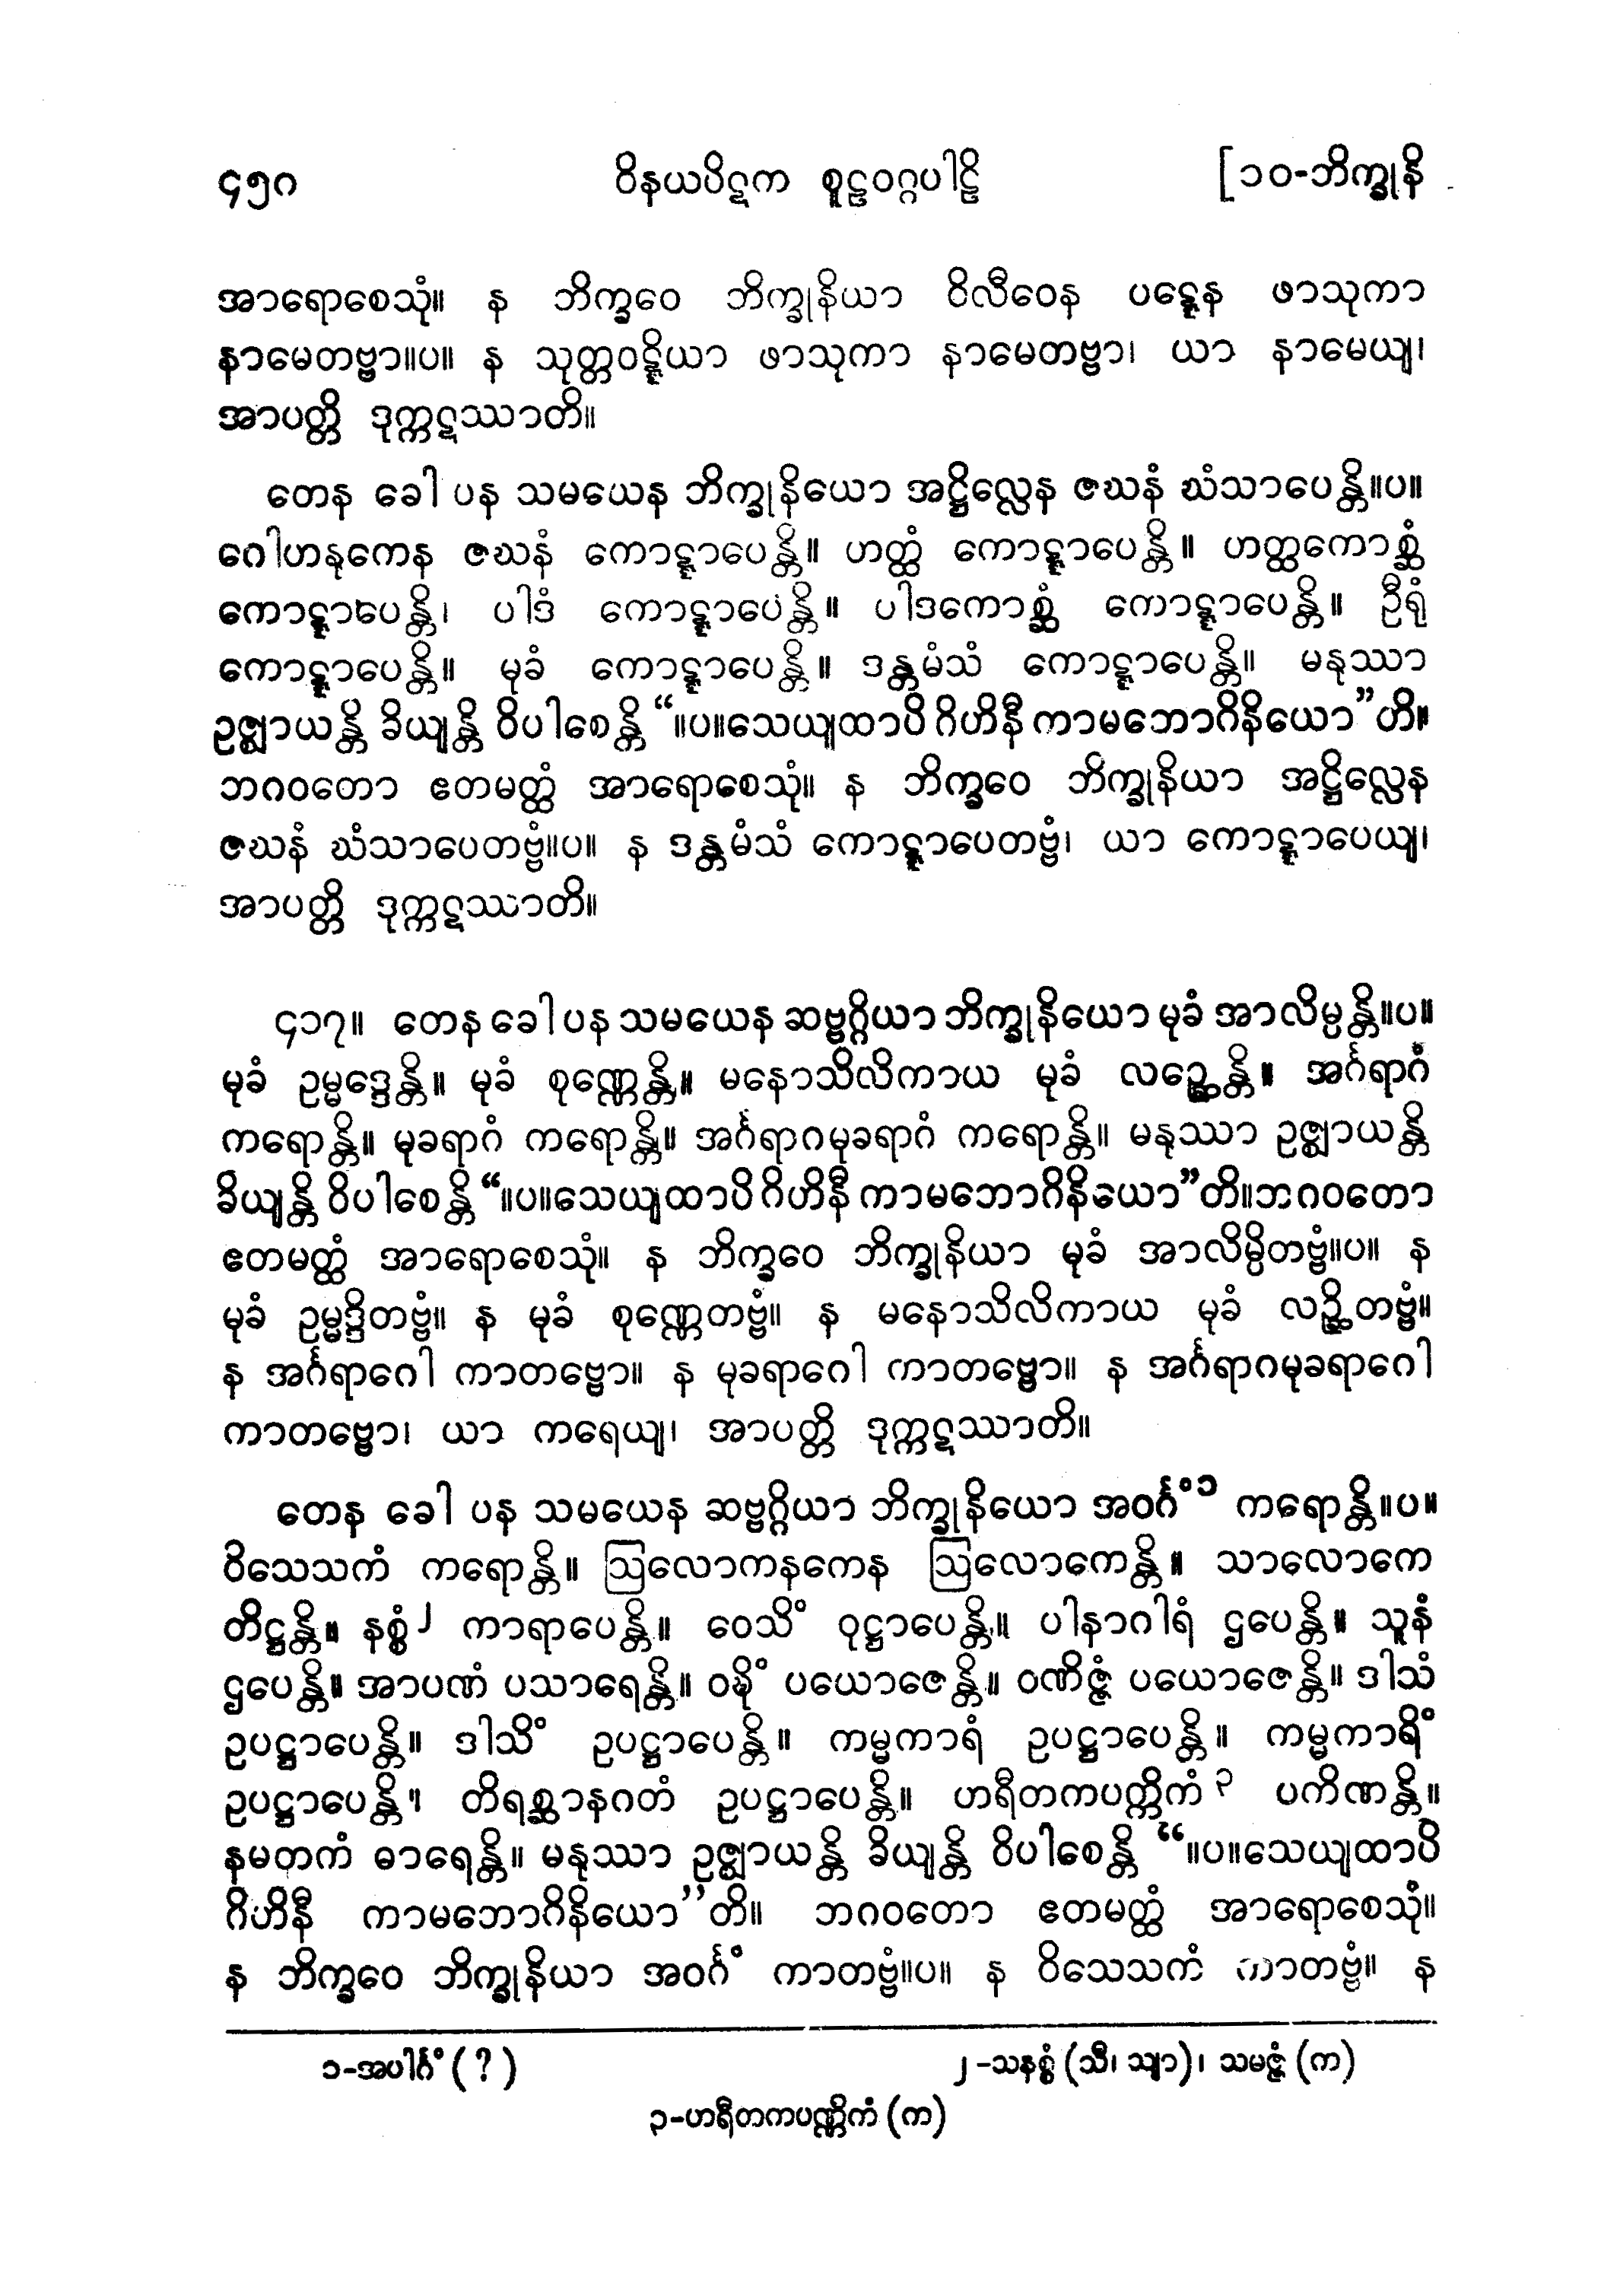 ၄၅ဂ ဝိနယပိဋက စူဠဝဂ္ဂပါဠိ [၁၀-ဘိက္ခုနိ
အာရောစေသုံ။ န ဘိက္ခဝေ ဘိက္ခုနိယာ ဝိလီဝေန ပဋ္ဋေန ဖာသုကာ
နာမေတဗ္ဗာ။ပ။ န သုတ္တဝဋ္ဋိယာ ဖာသုကာ နာမေတဗ္ဗာ၊ ယာ နာမေယျ၊
အာပတ္တိ ဒုက္ကဋဿာတိ။
တေန ခေါ ပန သမယေန ဘိက္ခုနိယော အဋ္ဌိလ္လေန ဇဃနံ ဃံသာပေန္တိ။ပ။
ဂေါဟနုကေန ဇဃနံ ကောဋ္ဋာပေန္တိ။ ဟတ္ထံ ကောဋ္ဋာပေန္တိ။ ဟတ္ထကောစ္ဆံ
ကောဋ္ဋာပေန္တိ၊ ပါဒံ ကောဋ္ဋာပေန္တိ။ ပါဒကောစ္ဆံ ကောဋ္ဋာပေန္တိ။ ဦရုံ
ကောဋ္ဋာပေန္တိ။ မုခံ ကောဋ္ဋာပေန္တိ။ ဒန္တမံသံ ကောဋ္ဋာပေန္တိ။ မနုဿာ
ဥဇ္ဈာယန္တိ ခိယျန္တိ ဝိပါစေန္တိ “။ပ။သေယျထာပိ ဂိဟိနီ ကာမဘောဂိနိယော”တိ။
ဘဂဝတော ဧတမတ္ထံ အာရောစေသုံ။ န ဘိက္ခဝေ ဘိက္ခုနိယာ အဋ္ဌိလ္လေန
ဇဃနံ ဃံသာပေတဗ္ဗံ။ပ။ န ဒန္တမံသံ ကောဋ္ဋာပေတဗ္ဗံ၊ ယာ ကောဋ္ဋာပေယျ၊
အာပတ္တိ ဒုက္ကဋဿာတိ။
၄၁၇။ တေန ခေါ ပန သမယေန ဆဗ္ဗဂ္ဂိယာ ဘိက္ခုနိယော မုခံ အာလိမ္ပန္တိ။ပ။
မုခံ ဥမ္မဒ္ဒေန္တိ။ မုခံ စုဏ္ဏေန္တိ။ မနောသိလိကာယ မုခံ လဉ္ဆေန္တိ။ အင်္ဂရာဂံ
ကရောန္တိ။ မုခရာဂံ ကရောန္တိ။ အင်္ဂရာဂမုခရာဂံ ကရောန္တိ။ မနုဿာ ဥဇ္ဈာယန္တိ
ခိယျန္တိ ဝိပါစေန္တိ “။ပ။သေယျထာပိ ဂိဟိနီ ကာမဘောဂိနိယော”တိ။ဘဂဝတော
ဧတမတ္ထံ အာရောစေသုံ။ န ဘိက္ခဝေ ဘိက္ခုနိယာ မုခံ အာလိမ္ပိတဗ္ဗံ။ပ။ န
မုခံ ဥမ္မဒ္ဒိတဗ္ဗံ။ န မုခံ စုဏ္ဏေတဗ္ဗံ။ န မနောသိလိကာယ မုခံ လဉ္ဆိတဗ္ဗံ။
န အင်္ဂရာဂေါ ကာတဗ္ဗော။ န မုခရာဂေါ ကာတဗ္ဗော။ န အင်္ဂရာဂမုခရာဂေါ
ကာတဗ္ဗော၊ ယာ ကရေယျ၊ အာပတ္တိ ဒုက္ကဋဿာတိ။
တေန ခေါ ပန သမယေန ဆဗ္ဗဂ္ဂိယာ ဘိက္ခုနိယော အဝင်္ဂံ၁ ကရောန္တိ။ပ။
ဝိသေသကံ ကရောန္တိ။ ဩလောကနကေန ဩလောကေန္တိ။ သာလောကေ
တိဋ္ဌန္တိ။ နစ္စံ၂ ကာရာပေန္တိ။ ဝေသိံ ဝုဋ္ဌာပေန္တိ။ ပါနာဂါရံ ဌပေန္တိ။ သူနံ
ဌပေန္တိ။ အာပဏံ ပသာရေန္တိ။ ဝဍ္ဎိံ ပယောဇေန္တိ။ ဝဏိဇ္ဇံ ပယောဇေန္တိ။ ဒါသံ
ဥပဋ္ဌာပေန္တိ။ ဒါသိံ ဥပဋ္ဌာပေန္တိ။ ကမ္မကာရံ ဥပဋ္ဌာပေန္တိ။ ကမ္မကာရိံ
ဥပဋ္ဌာပေန္တိ။ တိရစ္ဆာနဂတံ ဥပဋ္ဌာပေန္တိ။ ဟရီတကပက္ကိကံ၃ ပကိဏန္တိ။
နမတကံ ဓာရေန္တိ။ မနုဿာ ဥဇ္ဈာယန္တိ ခိယျန္တိ ဝိပါစေန္တိ “။ပ။သေယျထာပိ
ဂိဟိနီ ကာမဘောဂိနိယော”တိ။ ဘဂဝတော ဧတမတ္ထံ အာရောစေသုံ။
န ဘိက္ခဝေ ဘိက္ခုနိယာ အဝင်္ဂံ ကာတဗ္ဗံ။ပ။ န ဝိသေသကံ ကာတဗ္ဗံ။ န
၁-အပါင်္ဂံ (?) ၂-သနစ္စံ (သီ၊ သျာ)၊ သမဇ္ဇံ (က)
၃-ဟရီတကပဏ္ဏိကံ (က)